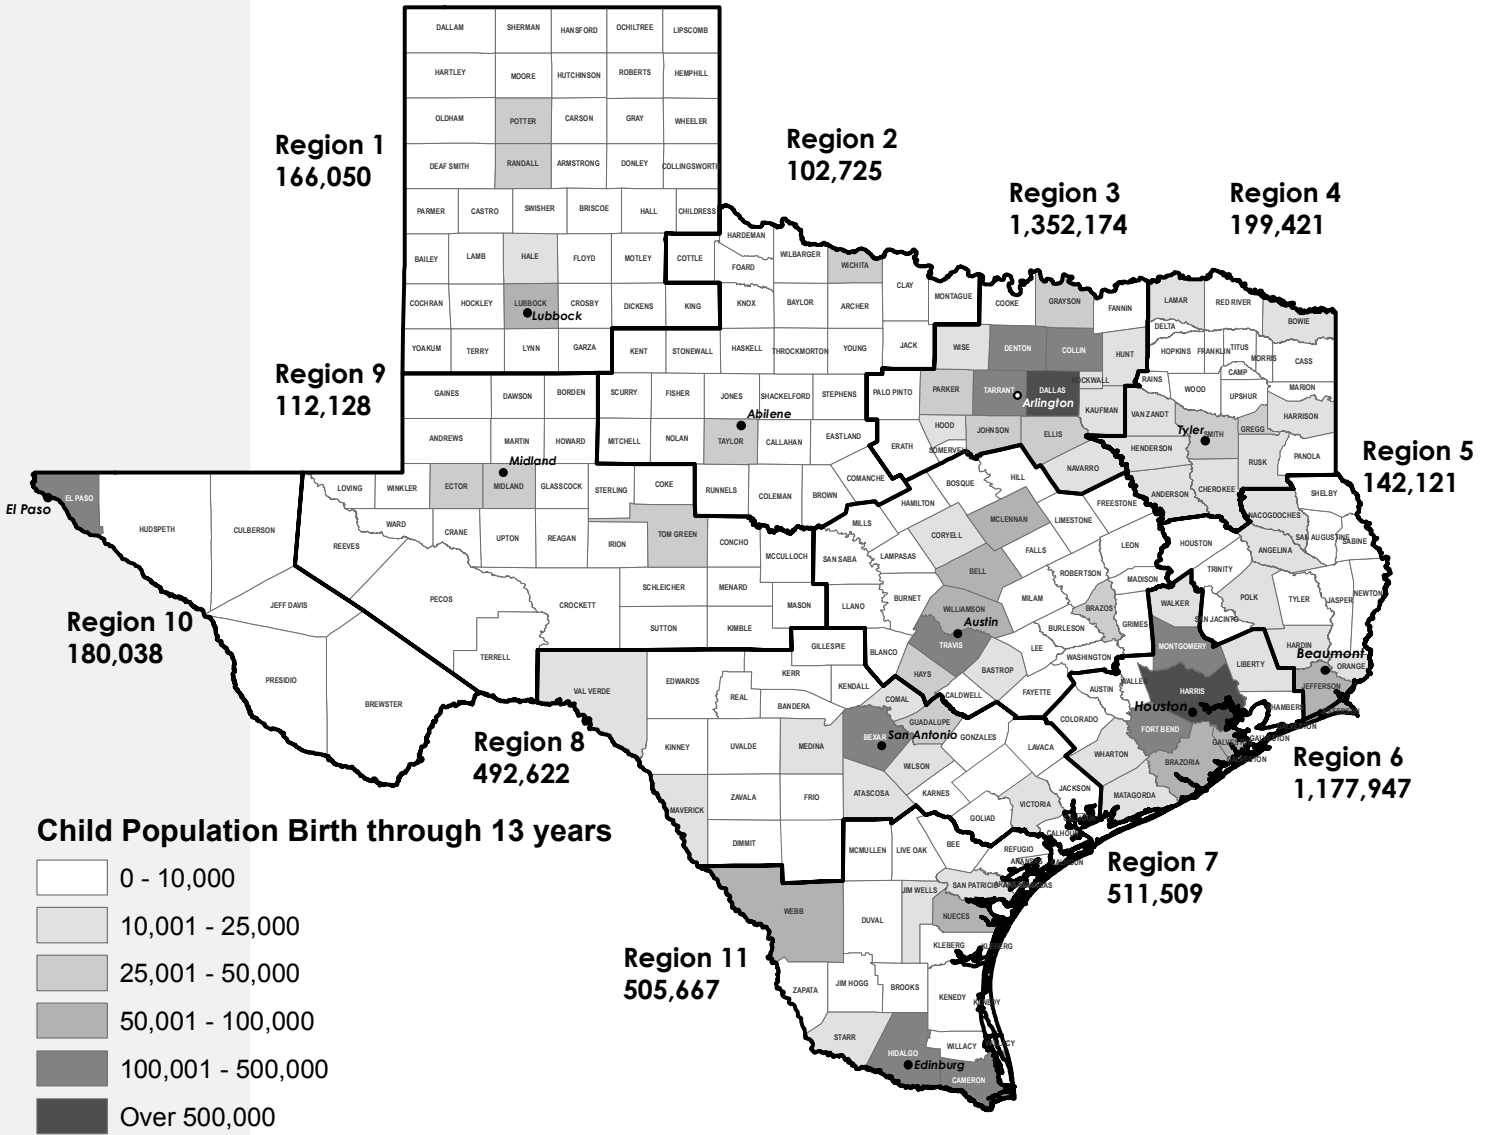 DALLAM SHERMAN HANSFORD OCHILTREE LIPSCOMB
HARTLEY MOORE HUTCHINSON ROBERTS HEMPHILL
OLDHAM POTTER CARSON GRAY WHEELER
DEAF SMITH RANDALL ARMSTRONG DONLEY COLLINGSWORTH
PARMER CASTRO SWISHER BRISCOE HALL CHILDRESS
BAILEY LAMB HALE FLOYD MOTLEY COTTLE
COCHRAN HOCKLEY LUBBOCK CROSBY DICKENS KING
Lubbock
YOAKUM TERRY LYNN GARZA KENT STONEWALL HASKELL THROCKMORTON YOUNG JACK
Region 1
166,050
Region 2
102,725
Region 3
1,352,174
Region 4
199,421
HARDEMAN
FOARD WILBARGER WICHITA
CLAY MONTAGUE
KNOX BAYLOR ARCHER
COOKE GRAYSON FANNIN
LAMAR RED RIVER BOWIE
DELTA
WISE DENTON COLLIN HUNT
HOPKINS FRANKLIN TITUS MORRIS CASS
CAMP
ROCKWALL RAINS WOOD UPSHUR MARION
Region 9
112,128
GAINES DAWSON BORDEN SCURRY FISHER JONES SHACKELFORD STEPHENS PALO PINTO PARKER TARRANT DALLAS
Arlington
KAUFMAN VAN ZANDT SMITH GREGG HARRISON
Tyler
Abilene
ANDREWS MARTIN HOWARD MITCHELL NOLAN TAYLOR CALLAHAN EASTLAND ERATH HOOD JOHNSON ELLIS
SOMERVELL
HENDERSON RUSK PANOLA
Midland
LOVING WINKLER ECTOR MIDLAND GLASSCOCK STERLING COKE RUNNELS COLEMAN BROWN COMANCHE
BOSQUE HILL NAVARRO
ANDERSON CHEROKEE SHELBY
Region 5
142,121
EL PASO
El Paso
HUDSPETH CULBERSON
REEVES WARD CRANE UPTON REAGAN IRION TOM GREEN CONCHO MCCULLOCH
MILLS HAMILTON CORYELL MCLENNAN LIMESTONE FREESTONE
NACOGDOCHES SAN AUGUSTINE SABINE
SAN SABA LAMPASAS FALLS LEON HOUSTON ANGELINA
TRINITY
JEFF DAVIS PECOS CROCKETT SCHLEICHER MENARD MASON LLANO BURNET BELL MILAM ROBERTSON MADISON
POLK TYLER JASPER NEWTON
WALKER SAN JACINTO
Region 10
180,038
SUTTON KIMBLE WILLIAMSON BRAZOS GRIMES
Austin
TRAVIS BURLESON LEE WASHINGTON MONTGOMERY HARDIN
LIBERTY ORANGE
Beaumont
JEFFERSON
TERRELL GILLESPIE BLANCO HAYS BASTROP
PRESIDIO BREWSTER
VAL VERDE EDWARDS KERR REAL KENDALL BANDERA COMAL CALDWELL FAYETTE AUSTIN WALLER HARRIS
Houston
COLORADO FORT BEND
GUADALUPE GONZALES LAVACA
KINNEY UVALDE MEDINA BEXAR
San Antonio
WILSON WHARTON BRAZORIA GALVESTON
Region 8
492,622
Region 6
1,177,947
MAVERICK ZAVALA FRIO ATASCOSA KARNES VICTORIA JACKSON MATAGORDA
GOLIAD CALHOUN
DIMMIT MCMULLEN LIVE OAK BEE REFUGIO
Region 7
511,509
WEBB DUVAL JIM WELLS SAN PATRICIO NUECES
KLEBERG KLEBERG
Region 11
505,667
ZAPATA JIM HOGG BROOKS KENEDY KENEDY
STARR HIDALGO WILLACY
Edinburg
CAMERON
Child Population Birth through 13 years
0 - 10,000
10,001 - 25,000
25,001 - 50,000
50,001 - 100,000
100,001 - 500,000
Over 500,000